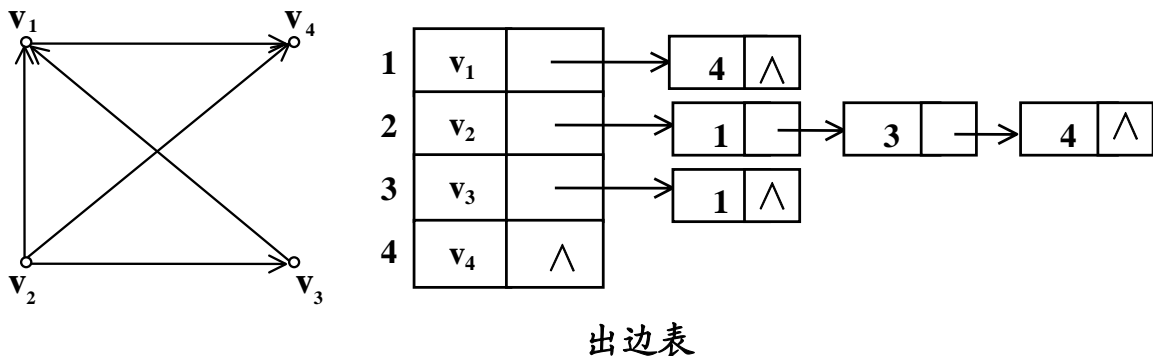 v₁ v₄
v₂ v₃
1 v₁ 4 ∧
2 v₂ 1 3 4 ∧
3 v₃ 1 ∧
4 v₄ ∧
出边表